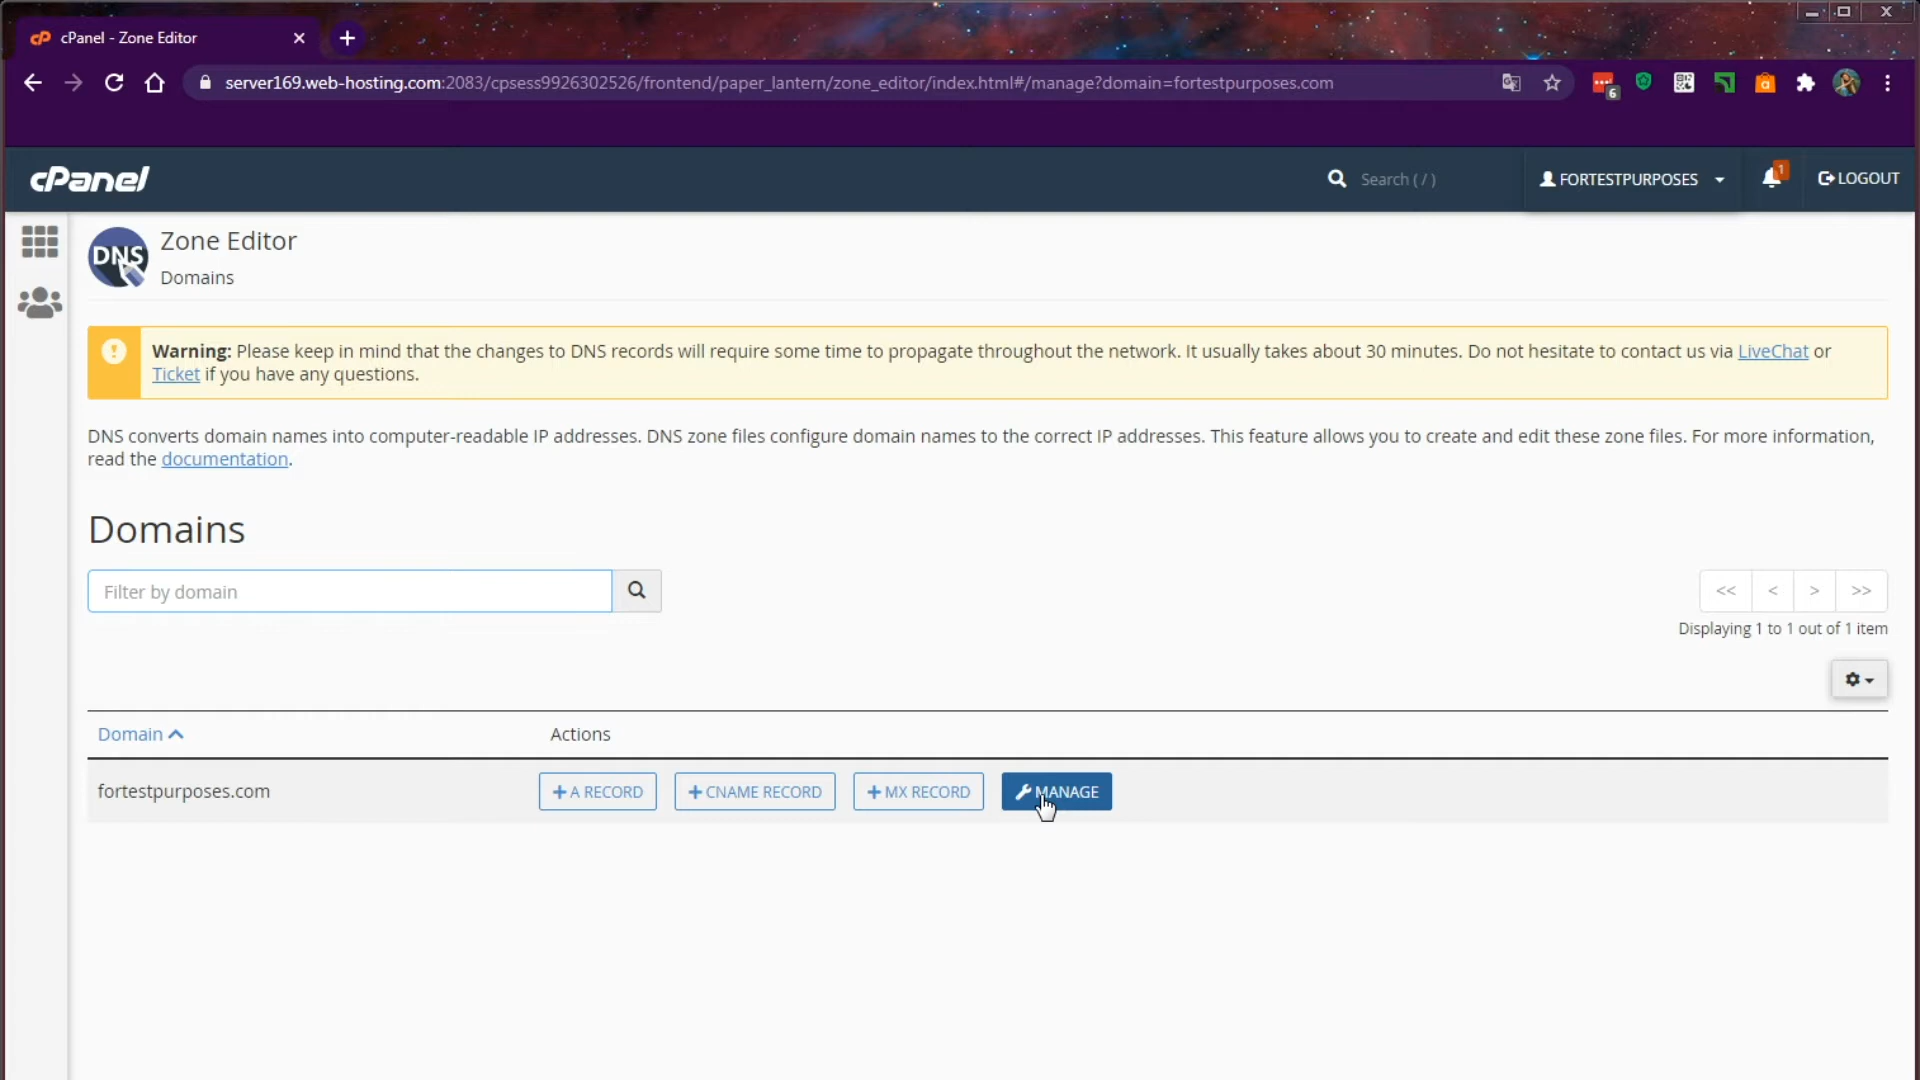 cPanel - Zone Editor
server169.web-hosting.com:2083/cpsess9926302526/frontend/paper_lantern/zone_editor/index.html#/manage?domain=fortestpurposes.com
6
a
cPanel
Search ( / )
FORTESTPURPOSES
1
LOGOUT
DNS
Zone Editor
Domains
Warning: Please keep in mind that the changes to DNS records will require some time to propagate throughout the network. It usually takes about 30 minutes. Do not hesitate to contact us via LiveChat or
Ticket if you have any questions.
DNS converts domain names into computer-readable IP addresses. DNS zone files configure domain names to the correct IP addresses. This feature allows you to create and edit these zone files. For more information,
read the documentation.
Domains
Filter by domain
<< < > >>
Displaying 1 to 1 out of 1 item
Domain Actions
fortestpurposes.com + A RECORD + CNAME RECORD + MX RECORD MANAGE